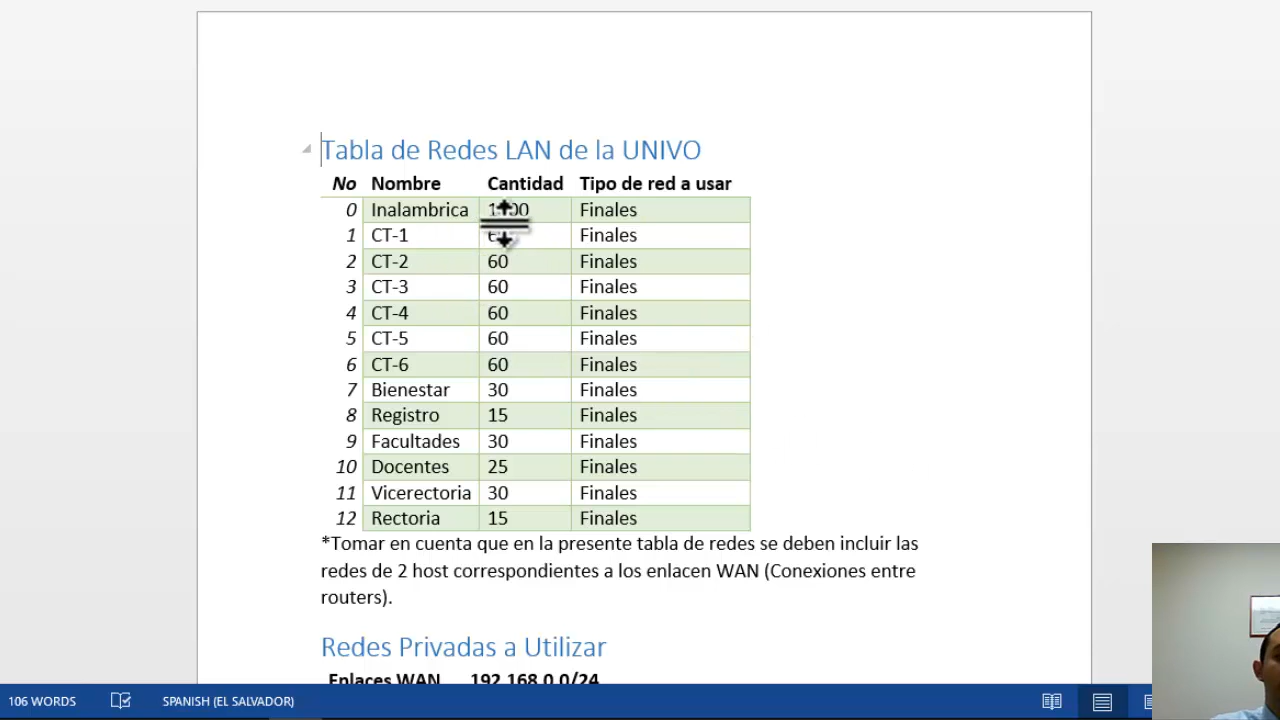 Tabla de Redes LAN de la UNIVO
No Nombre Cantidad Tipo de red a usar
0 Inalambrica Finales
1 CT-1 Finales
2 CT-2 60 Finales
3 CT-3 60 Finales
4 CT-4 60 Finales
5 CT-5 60 Finales
6 CT-6 60 Finales
7 Bienestar 30 Finales
8 Registro 15 Finales
9 Facultades 30 Finales
10 Docentes 25 Finales
11 Vicerectoria 30 Finales
12 Rectoria 15 Finales
*Tomar en cuenta que en la presente tabla de redes se deben incluir las
redes de 2 host correspondientes a los enlacen WAN (Conexiones entre
routers).
Redes Privadas a Utilizar
Enlaces WAN 192.168.0.0/24
106 WORDS SPANISH (EL SALVADOR)